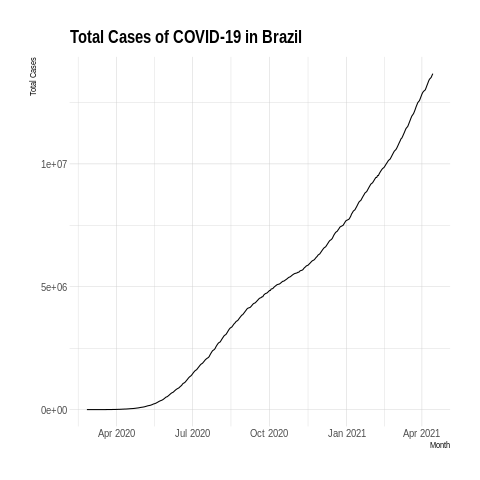 Total Cases of COVID-19 in Brazil
Total Cases
1e+07
5e+06
0e+00
Apr 2020 Jul 2020 Oct 2020 Jan 2021 Apr 2021
Month